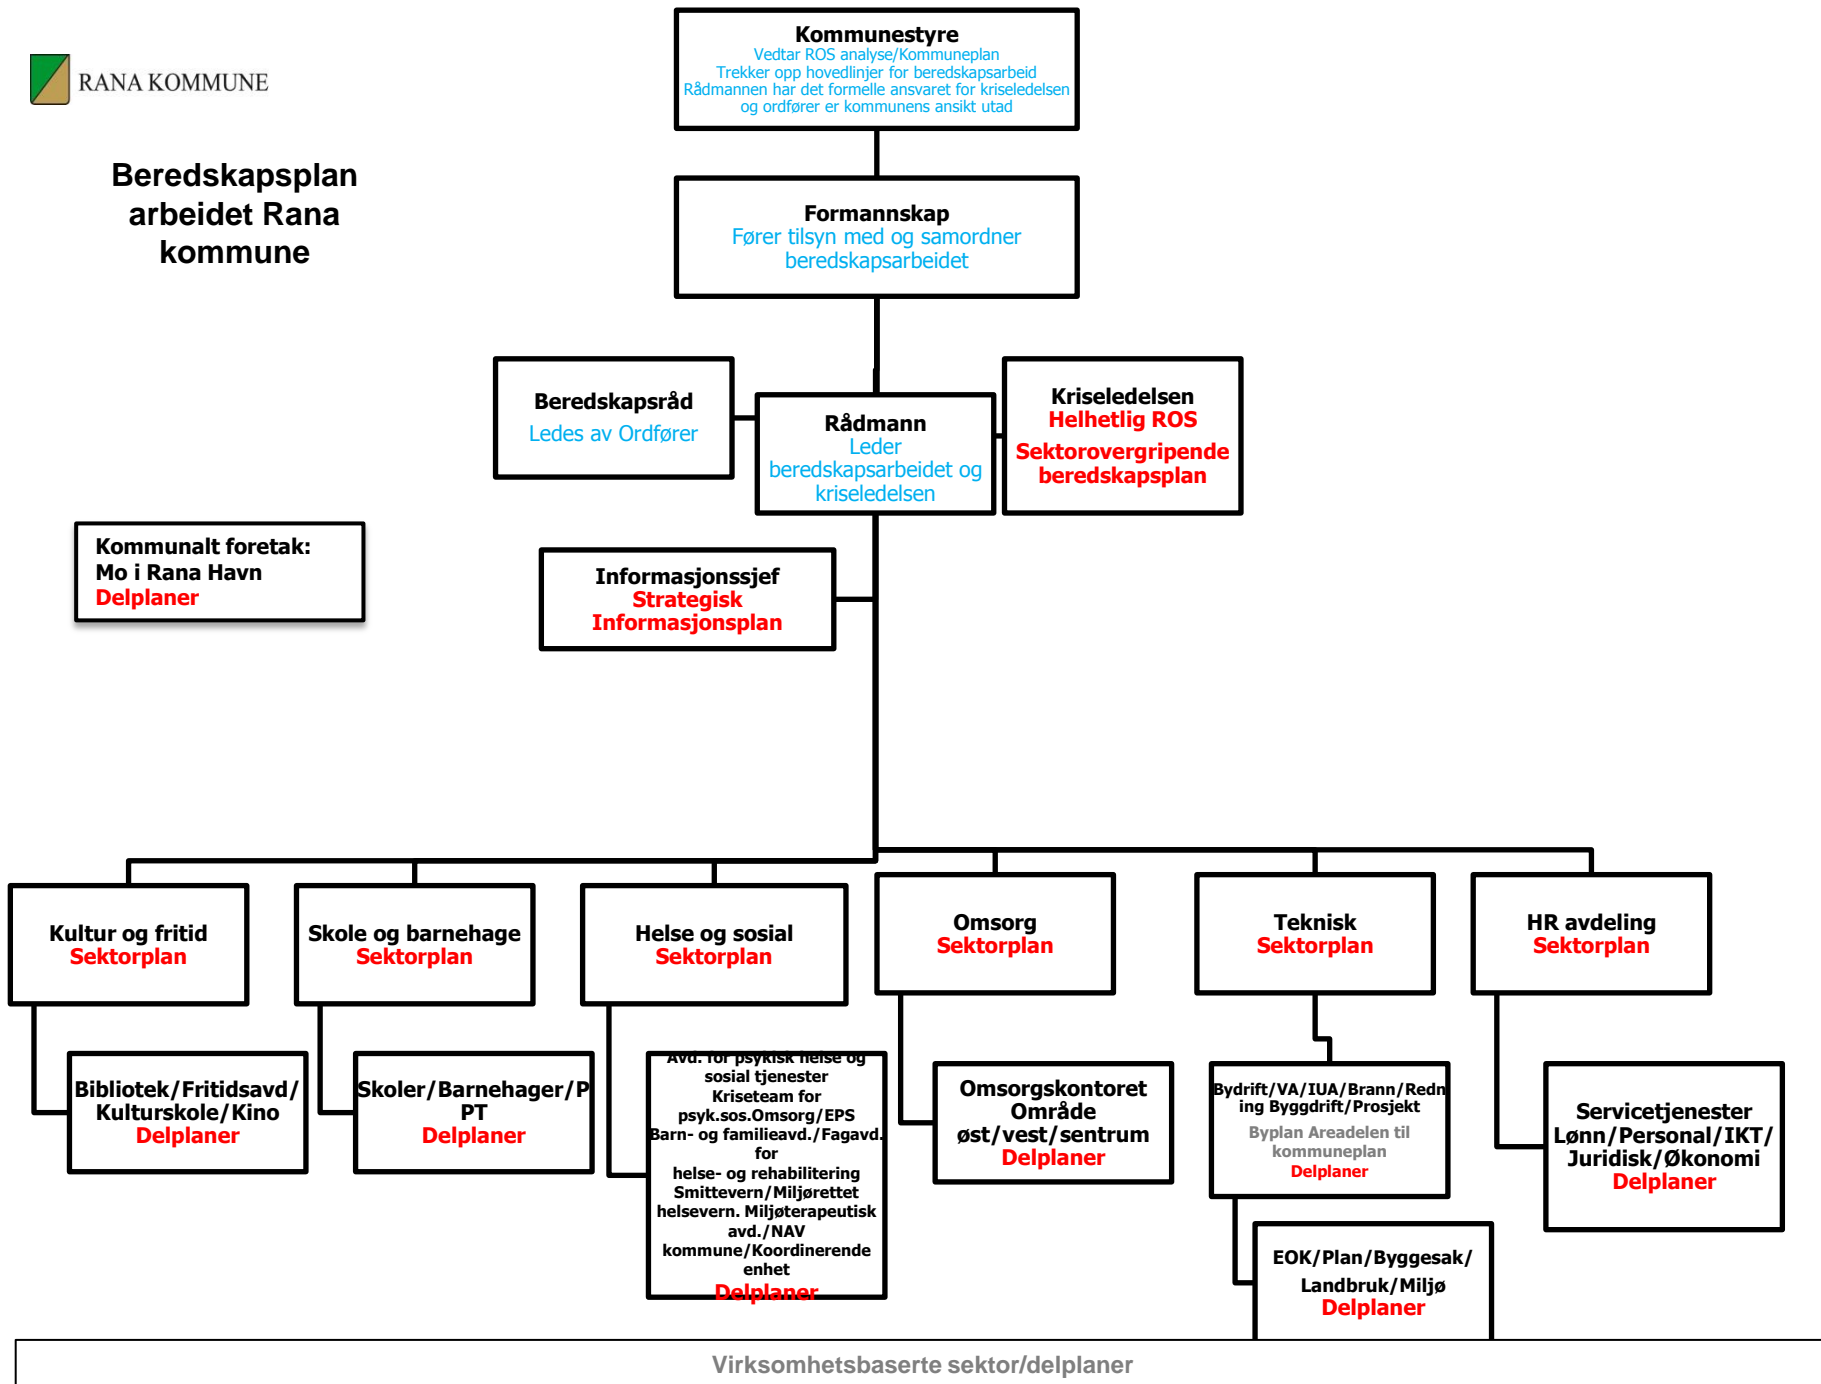 RANA KOMMUNE
Beredskapsplan
arbeidet Rana
kommune
Kommunestyre
Vedtar ROS analyse/Kommuneplan
Trekker opp hovedlinjer for beredskapsarbeid
Rådmannen har det formelle ansvaret for kriseledelsen
og ordfører er kommunens ansikt utad
Formannskap
Fører tilsyn med og samordner
beredskapsarbeidet
Beredskapsråd
Ledes av Ordfører
Rådmann
Leder
beredskapsarbeidet og
kriseledelsen
Kriseledelsen
Helhetlig ROS
Sektorovergripende
beredskapsplan
Kommunalt foretak:
Mo i Rana Havn
Delplaner
Informasjonssjef
Strategisk
Informasjonsplan
Kultur og fritid
Sektorplan
Skole og barnehage
Sektorplan
Helse og sosial
Sektorplan
Omsorg
Sektorplan
Teknisk
Sektorplan
HR avdeling
Sektorplan
Bibliotek/Fritidsavd/
Kulturskole/Kino
Delplaner
Skoler/Barnehager/P
PT
Delplaner
Avd. for psykisk helse og
sosial tjenester
Kriseteam for
psyk.sos.Omsorg/EPS
Barn- og familieavd./Fagavd.
for
helse- og rehabilitering
Smittevern/Miljørettet
helsevern. Miljøterapeutisk
avd./NAV
kommune/Koordinerende
enhet
Delplaner
Omsorgskontoret
Område
øst/vest/sentrum
Delplaner
Bydrift/VA/IUA/Brann/Redn
ing Byggdrift/Prosjekt
Byplan Areadelen til
kommuneplan
Delplaner
EOK/Plan/Byggesak/
Landbruk/Miljø
Delplaner
Servicetjenester
Lønn/Personal/IKT/
Juridisk/Økonomi
Delplaner
Virksomhetsbaserte sektor/delplaner